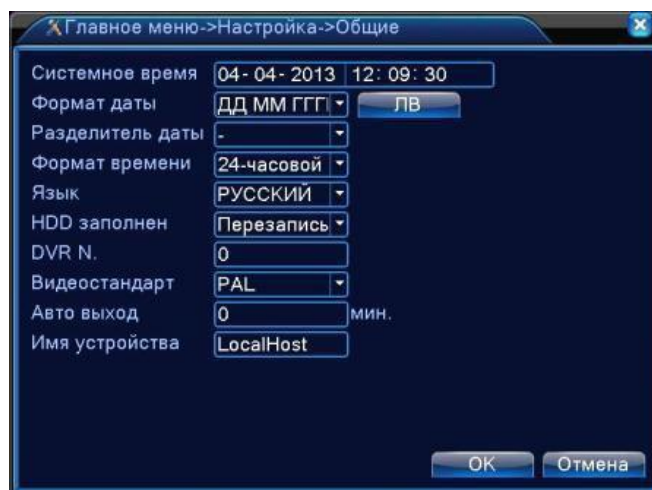 Главное меню->Настройка->Общие
Системное время 04- 04- 2013 12: 09: 30
Формат даты ДД ММ ГГГ ЛВ
Разделитель даты -
Формат времени 24-часовой
Язык РУССКИЙ
HDD заполнен Перезапись
DVR N. 0
Видеостандарт PAL
Авто выход 0 мин.
Имя устройства LocalHost
OK Отмена